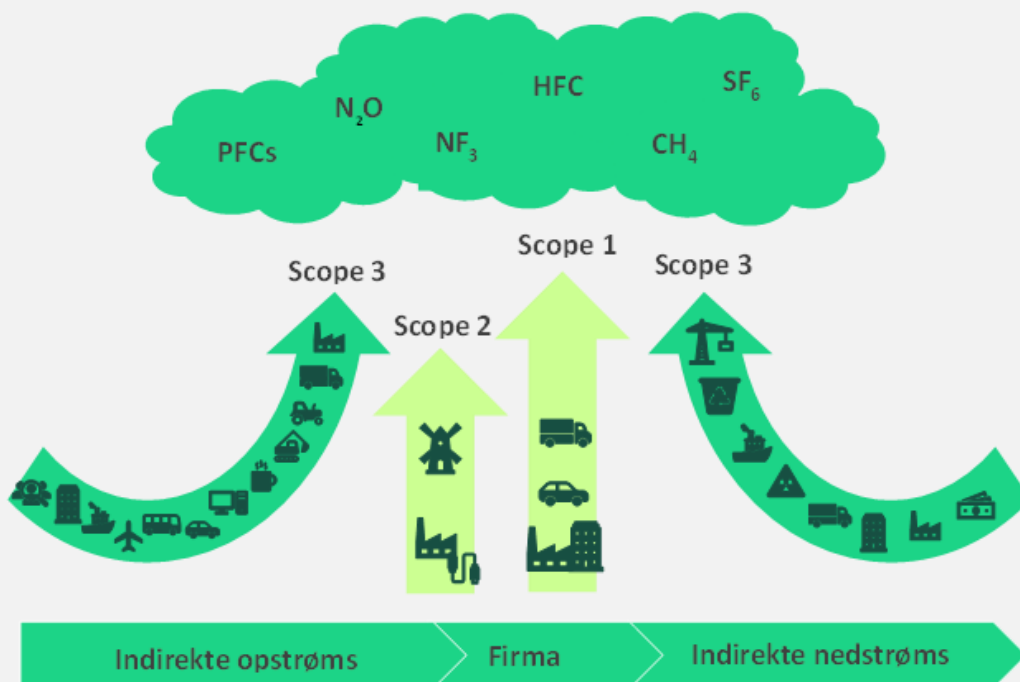 HFC
SF₆
N₂O
NF₃
CH₄
PFCs
Scope 1
Scope 3
Scope 3
Scope 2
Indirekte opstrøms
Firma
Indirekte nedstrøms